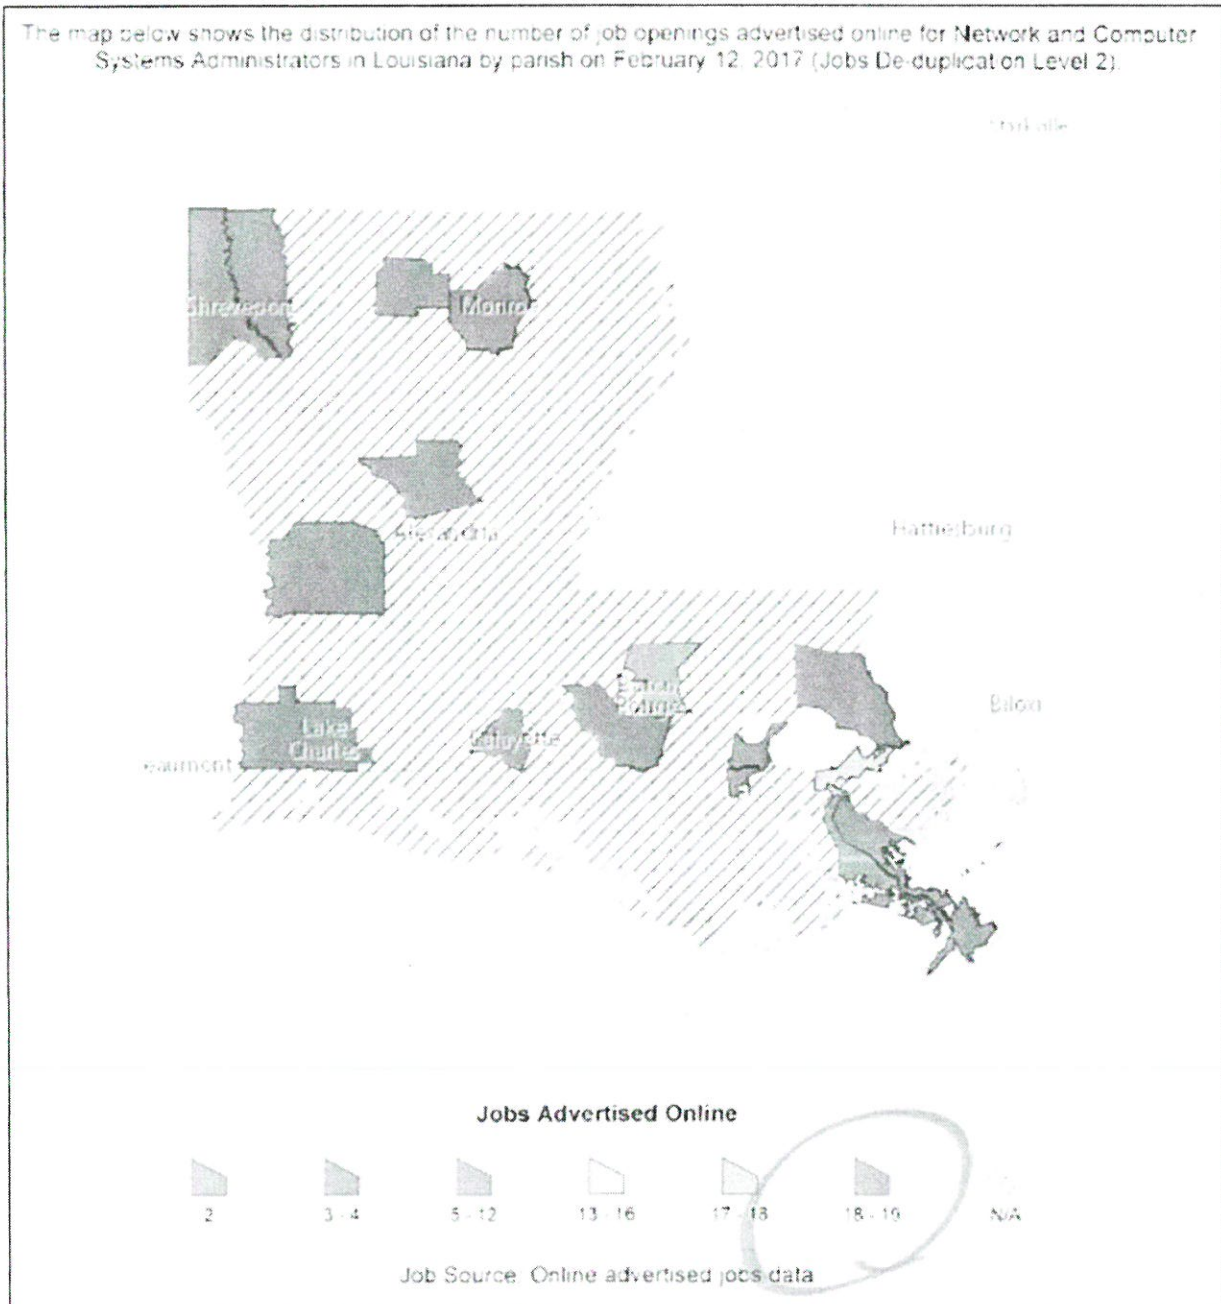 The map below shows the distribution of the number of job openings advertised online for Network and Computer
Systems Administrators in Louisiana by parish on February 12, 2017 (Jobs De-duplication Level 2).
Starkville
Shreveport
Monroe
Alexandria
Hattiesburg
Baton
Rouge
Biloxi
Lake
Charles
Lafayette
Beaumont
Jobs Advertised Online
2
3 - 4
5 - 12
13 - 16
17 - 18
18 - 19
N/A
Job Source: Online advertised jobs data